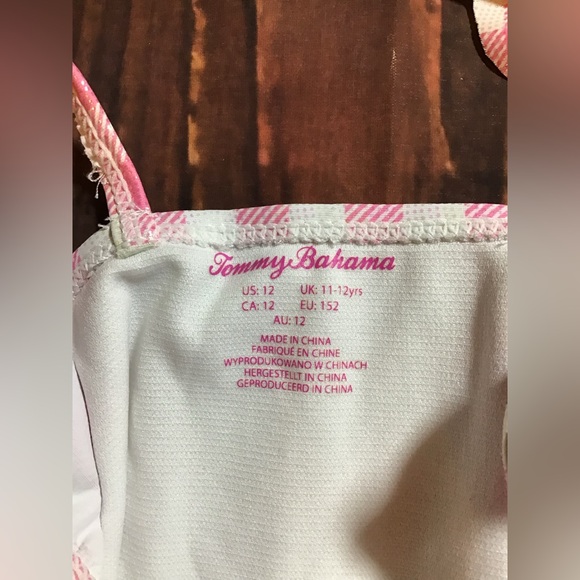 Tommy Bahama
US: 12 UK: 11-12yrs
CA: 12 EU: 152
AU: 12
MADE IN CHINA
FABRIQUÉ EN CHINE
WYPRODUKOWANO W CHINACH
HERGESTELLT IN CHINA
GEPRODUCEERD IN CHINA